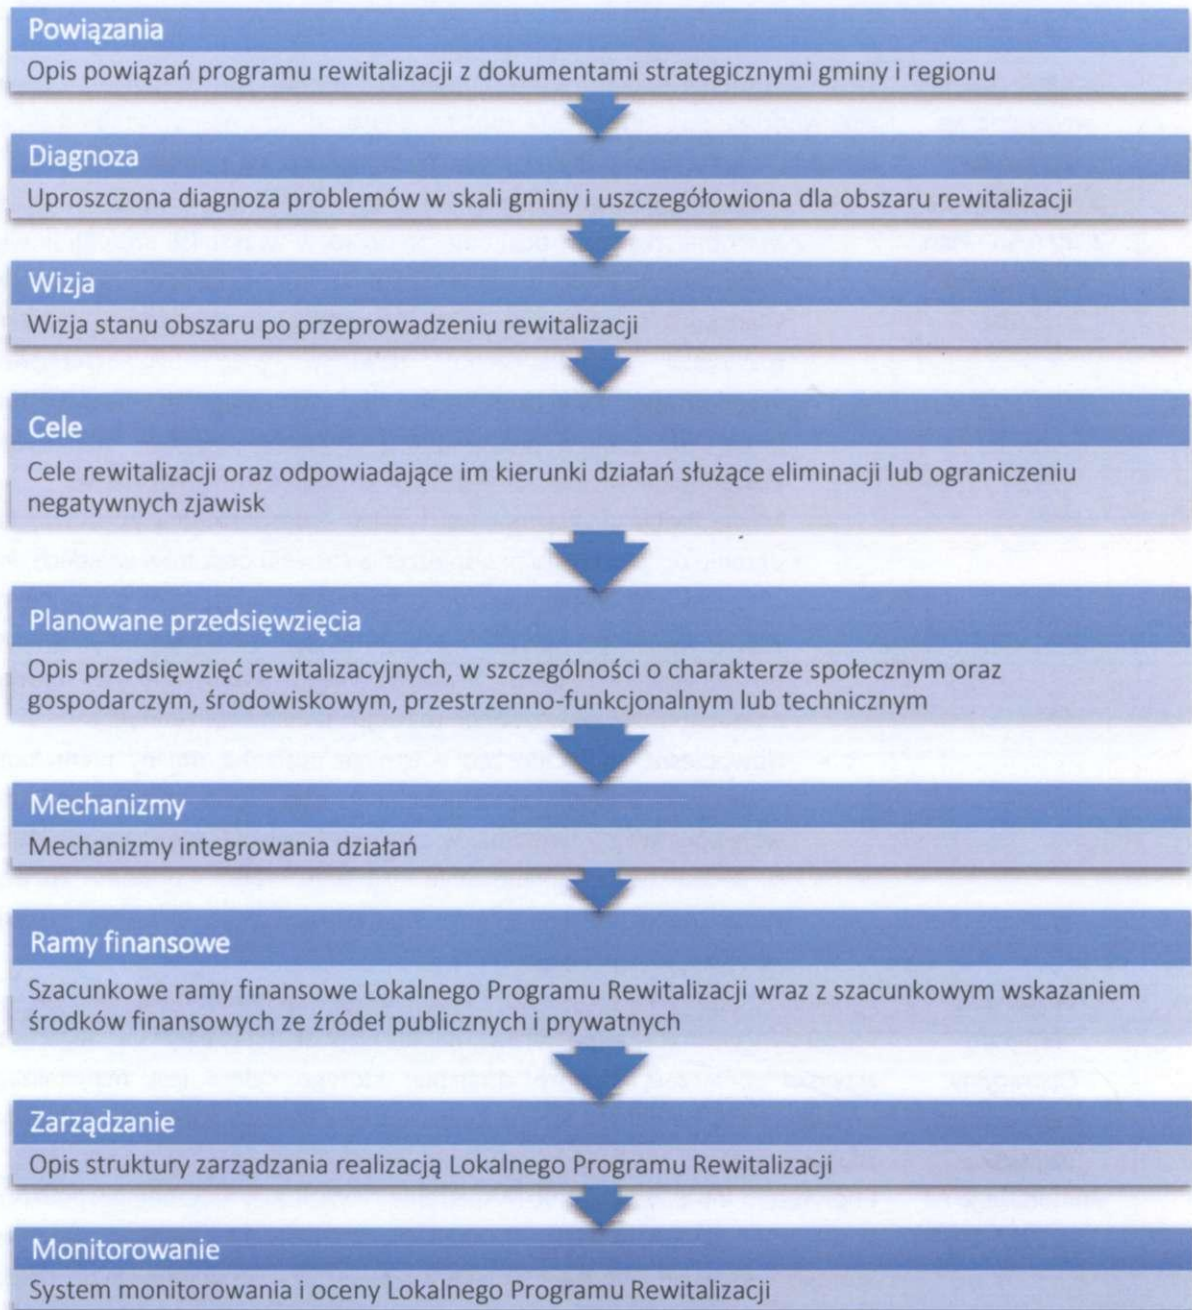 Powiązania
Opis powiązań programu rewitalizacji z dokumentami strategicznymi gminy i regionu
Diagnoza
Uproszczona diagnoza problemów w skali gminy i uszczegółowiona dla obszaru rewitalizacji
Wizja
Wizja stanu obszaru po przeprowadzeniu rewitalizacji
Cele
Cele rewitalizacji oraz odpowiadające im kierunki działań służące eliminacji lub ograniczeniu
negatywnych zjawisk
Planowane przedsięwzięcia
Opis przedsięwzięć rewitalizacyjnych, w szczególności o charakterze społecznym oraz
gospodarczym, środowiskowym, przestrzenno-funkcjonalnym lub technicznym
Mechanizmy
Mechanizmy integrowania działań
Ramy finansowe
Szacunkowe ramy finansowe Lokalnego Programu Rewitalizacji wraz z szacunkowym wskazaniem
środków finansowych ze źródeł publicznych i prywatnych
Zarządzanie
Opis struktury zarządzania realizacją Lokalnego Programu Rewitalizacji
Monitorowanie
System monitorowania i oceny Lokalnego Programu Rewitalizacji